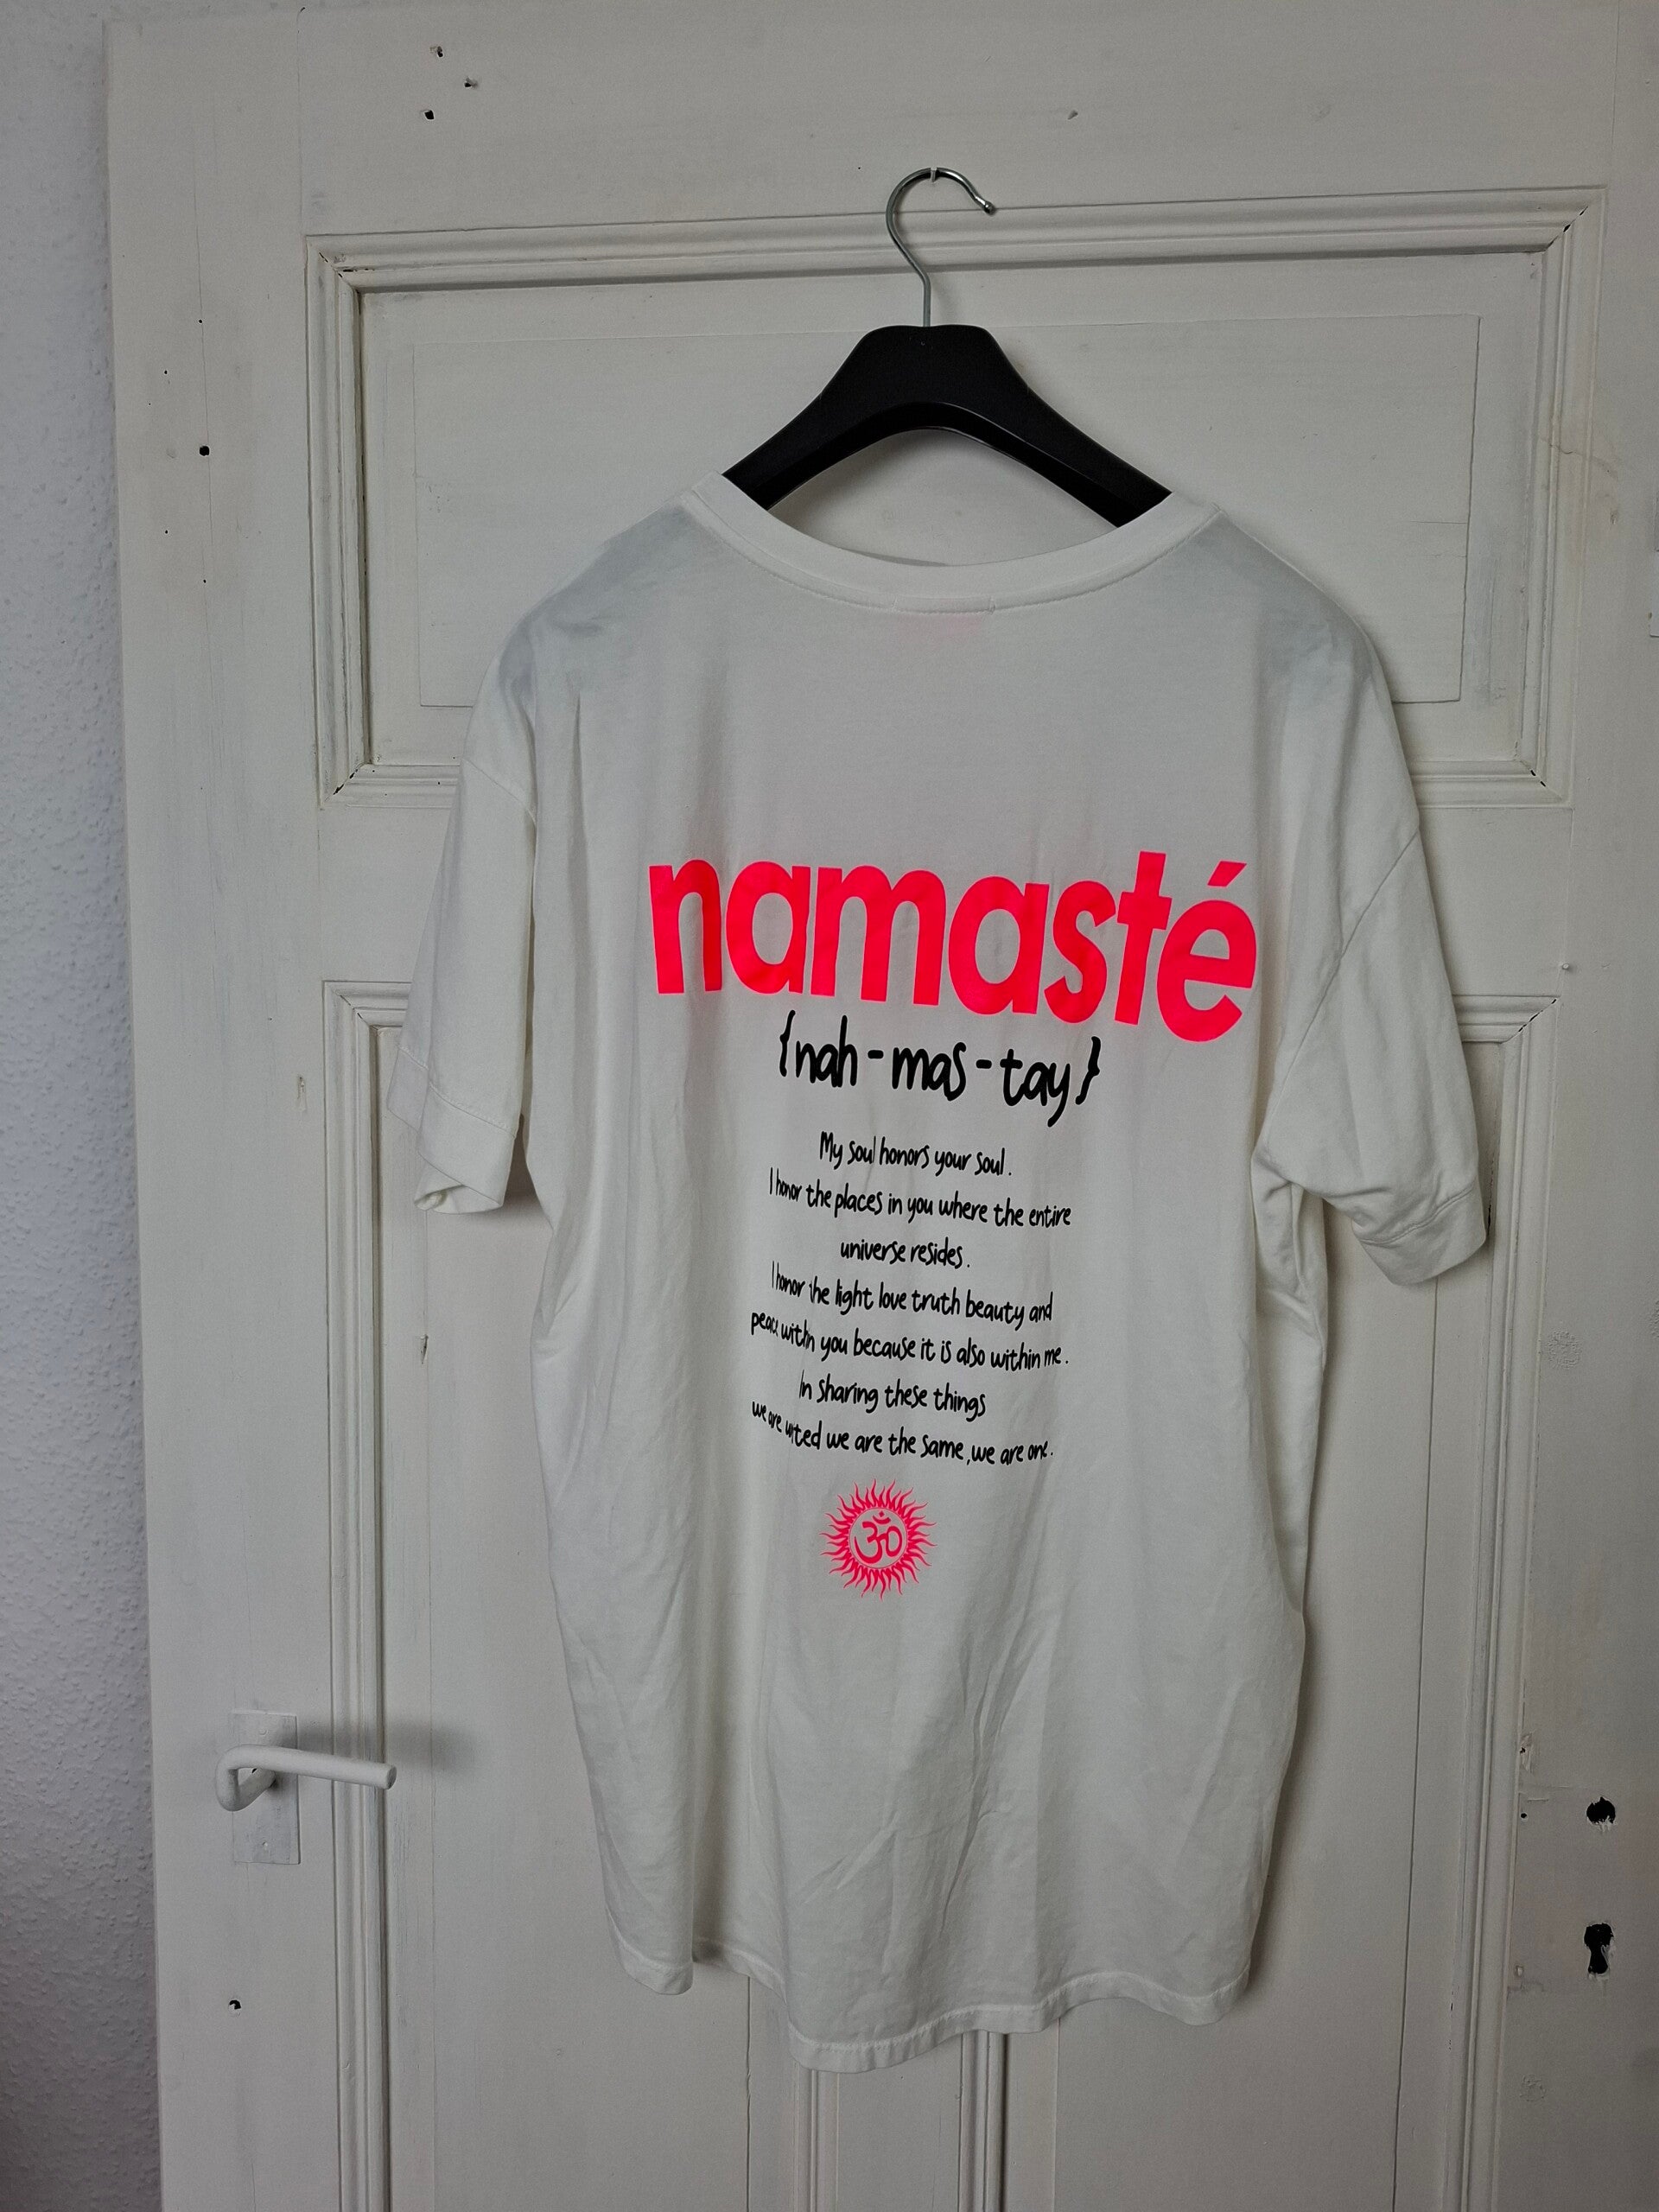 namasté
{nah-mas-tay}
My soul honors your soul.
I honor the places in you where the entire
universe resides.
I honor the light love truth beauty and
peace within you because it is also within me.
In sharing these things
we are united we are the same, we are one.
ॐ